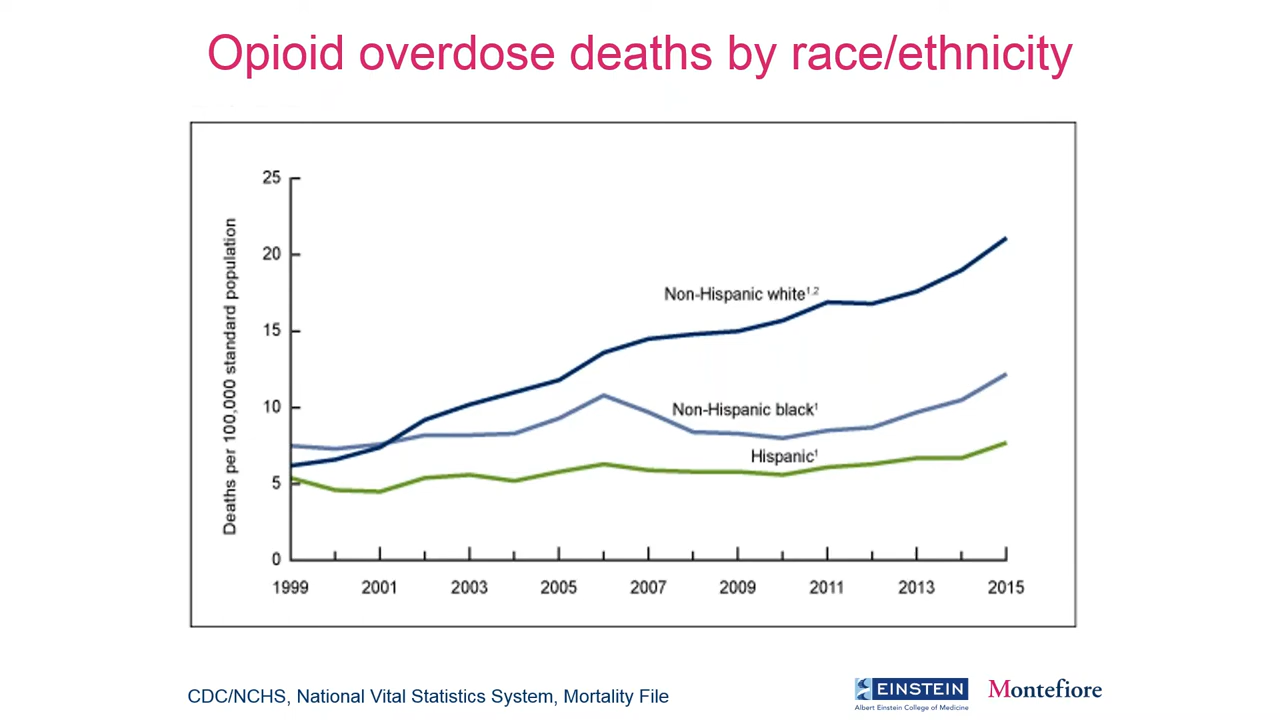 Opioid overdose deaths by race/ethnicity
Deaths per 100,000 standard population
25
20
15
10
5
0
Non-Hispanic white¹,²
Non-Hispanic black¹
Hispanic¹
1999 2001 2003 2005 2007 2009 2011 2013 2015
CDC/NCHS, National Vital Statistics System, Mortality File
EINSTEIN
Albert Einstein College of Medicine
Montefiore